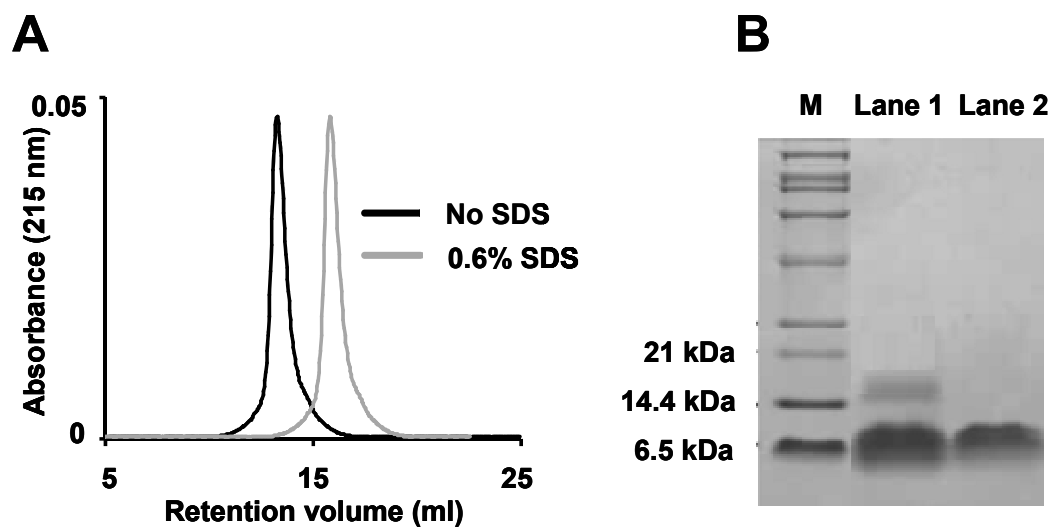 A
0.05
Absorbance (215 nm)
0
5
15
25
Retention volume (ml)
No SDS
0.6% SDS
B
M Lane 1 Lane 2
21 kDa
14.4 kDa
6.5 kDa